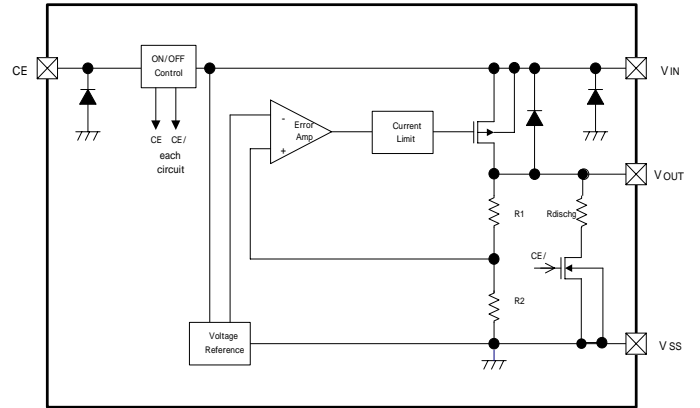 CE
ON/OFF
Control
VIN
CE CE/
each
circuit
-
Error
Amp
+
Current
Limit
VOUT
R1
Rdischg
CE/
R2
Voltage
Reference
VSS